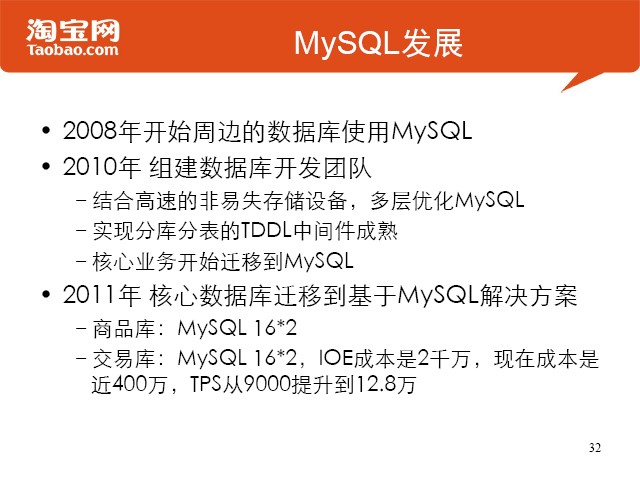 淘宝网
Taobao.com
MySQL发展
• 2008年开始周边的数据库使用MySQL
• 2010年 组建数据库开发团队
– 结合高速的非易失存储设备，多层优化MySQL
– 实现分库分表的TDDL中间件成熟
– 核心业务开始迁移到MySQL
• 2011年 核心数据库迁移到基于MySQL解决方案
– 商品库：MySQL 16*2
– 交易库：MySQL 16*2，IOE成本是2千万，现在成本是
近400万，TPS从9000提升到12.8万
32